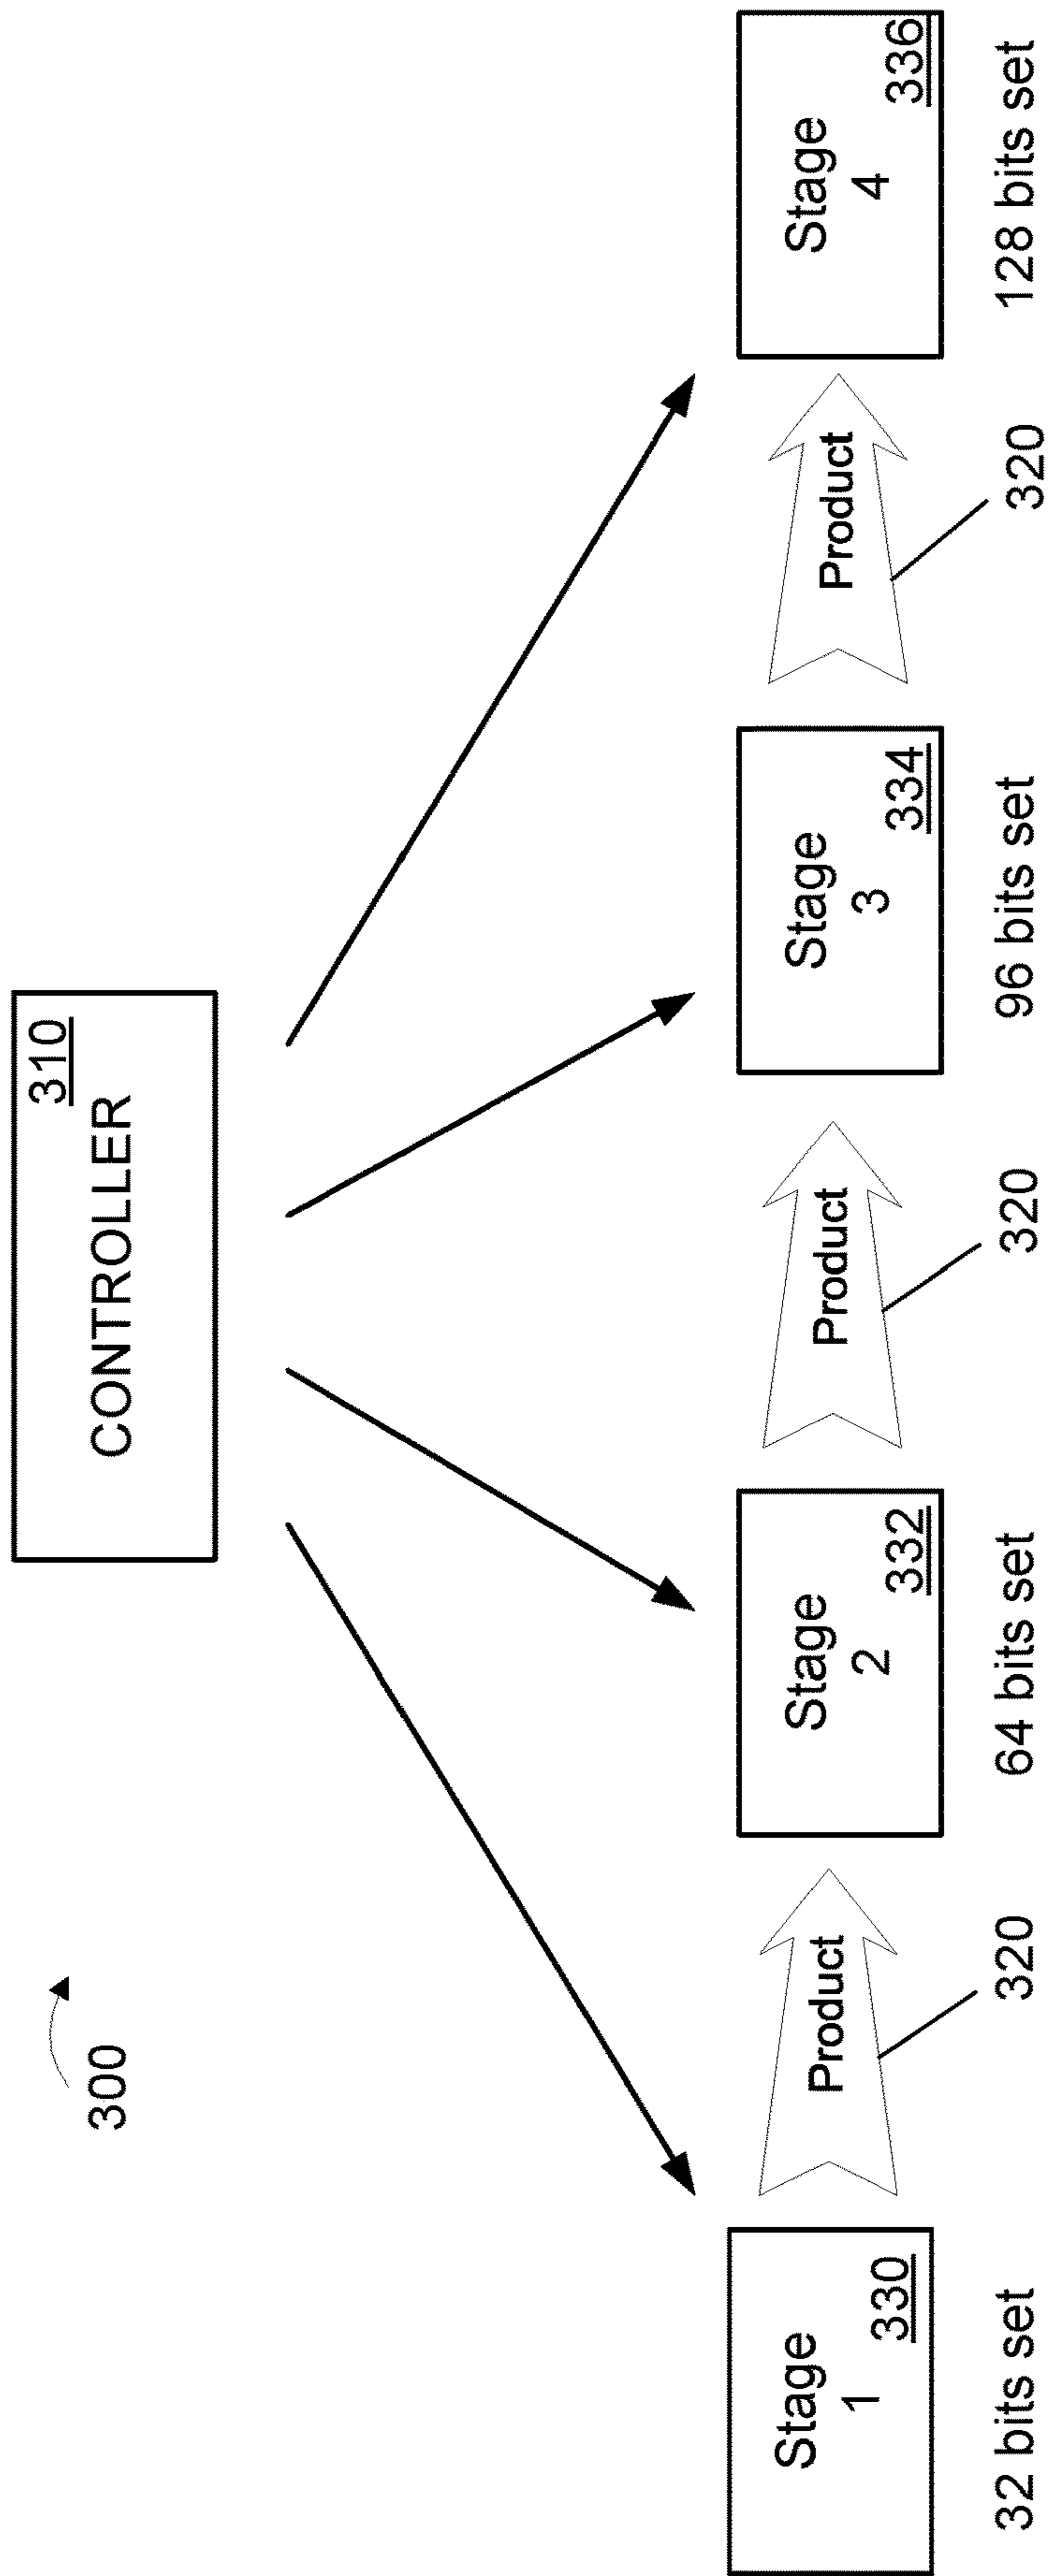 300
310
CONTROLLER
Stage
1
330
Product
Stage
2
332
Product
Stage
3
334
Product
Stage
4
336
320
320
320
32 bits set
64 bits set
96 bits set
128 bits set